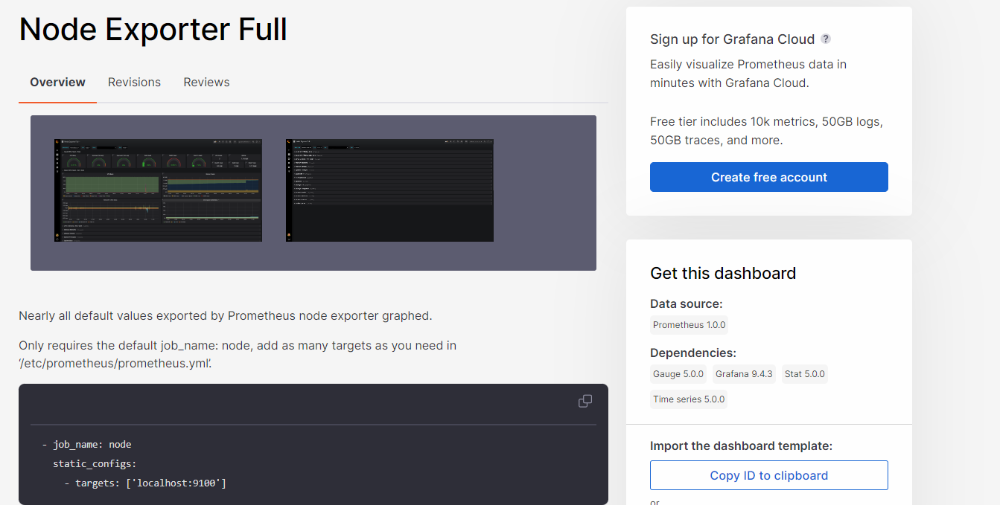 Node Exporter Full
Overview Revisions Reviews
Nearly all default values exported by Prometheus node exporter graphed.
Only requires the default job_name: node, add as many targets as you need in
‘/etc/prometheus/prometheus.yml’.
- job_name: node
static_configs:
- targets: ['localhost:9100']
Sign up for Grafana Cloud ?
Easily visualize Prometheus data in
minutes with Grafana Cloud.
Free tier includes 10k metrics, 50GB logs,
50GB traces, and more.
Create free account
Get this dashboard
Data source:
Prometheus 1.0.0
Dependencies:
Gauge 5.0.0 Grafana 9.4.3 Stat 5.0.0
Time series 5.0.0
Import the dashboard template:
Copy ID to clipboard
or